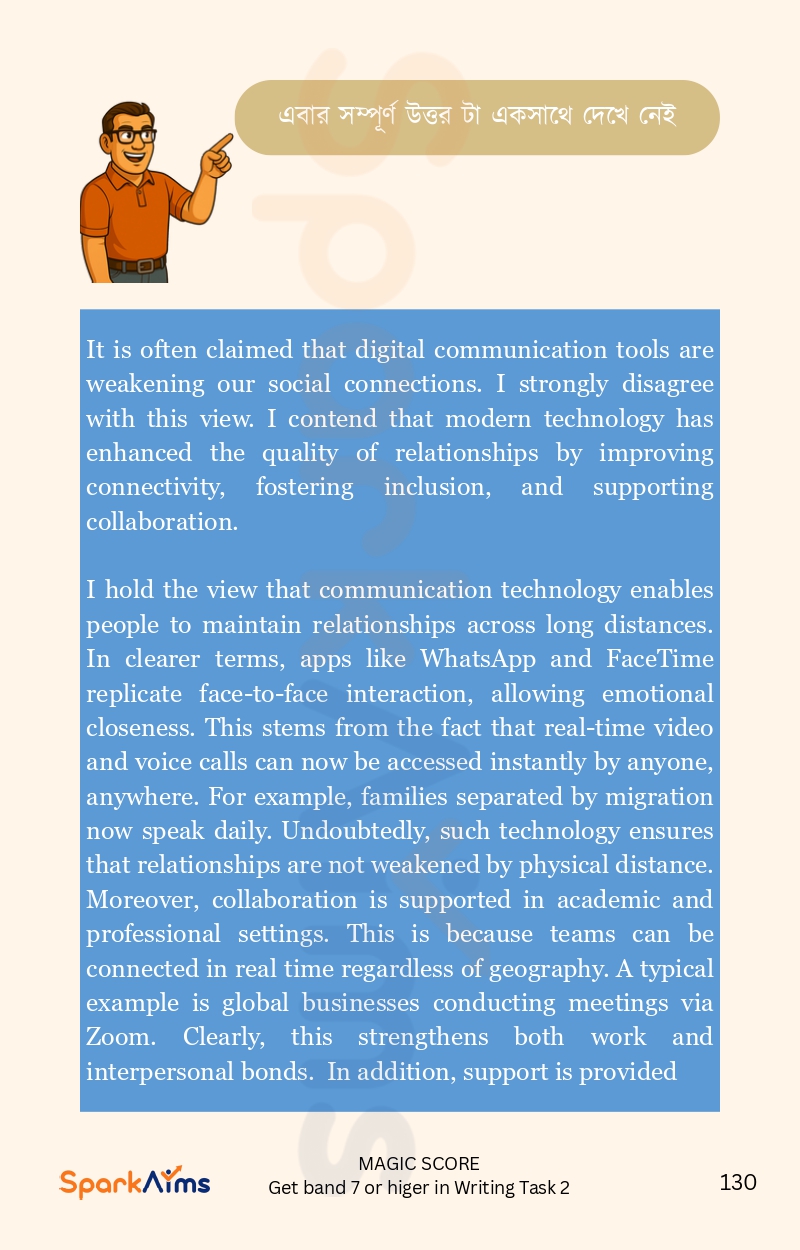 এবার সম্পূর্ণ উত্তর টা একসাথে দেখে নেই
It is often claimed that digital communication tools are
weakening our social connections. I strongly disagree
with this view. I contend that modern technology has
enhanced the quality of relationships by improving
connectivity, fostering inclusion, and supporting
collaboration.
I hold the view that communication technology enables
people to maintain relationships across long distances.
In clearer terms, apps like WhatsApp and FaceTime
replicate face-to-face interaction, allowing emotional
closeness. This stems from the fact that real-time video
and voice calls can now be accessed instantly by anyone,
anywhere. For example, families separated by migration
now speak daily. Undoubtedly, such technology ensures
that relationships are not weakened by physical distance.
Moreover, collaboration is supported in academic and
professional settings. This is because teams can be
connected in real time regardless of geography. A typical
example is global businesses conducting meetings via
Zoom. Clearly, this strengthens both work and
interpersonal bonds. In addition, support is provided
SparkAims
MAGIC SCORE
Get band 7 or higer in Writing Task 2
130
SparkAims